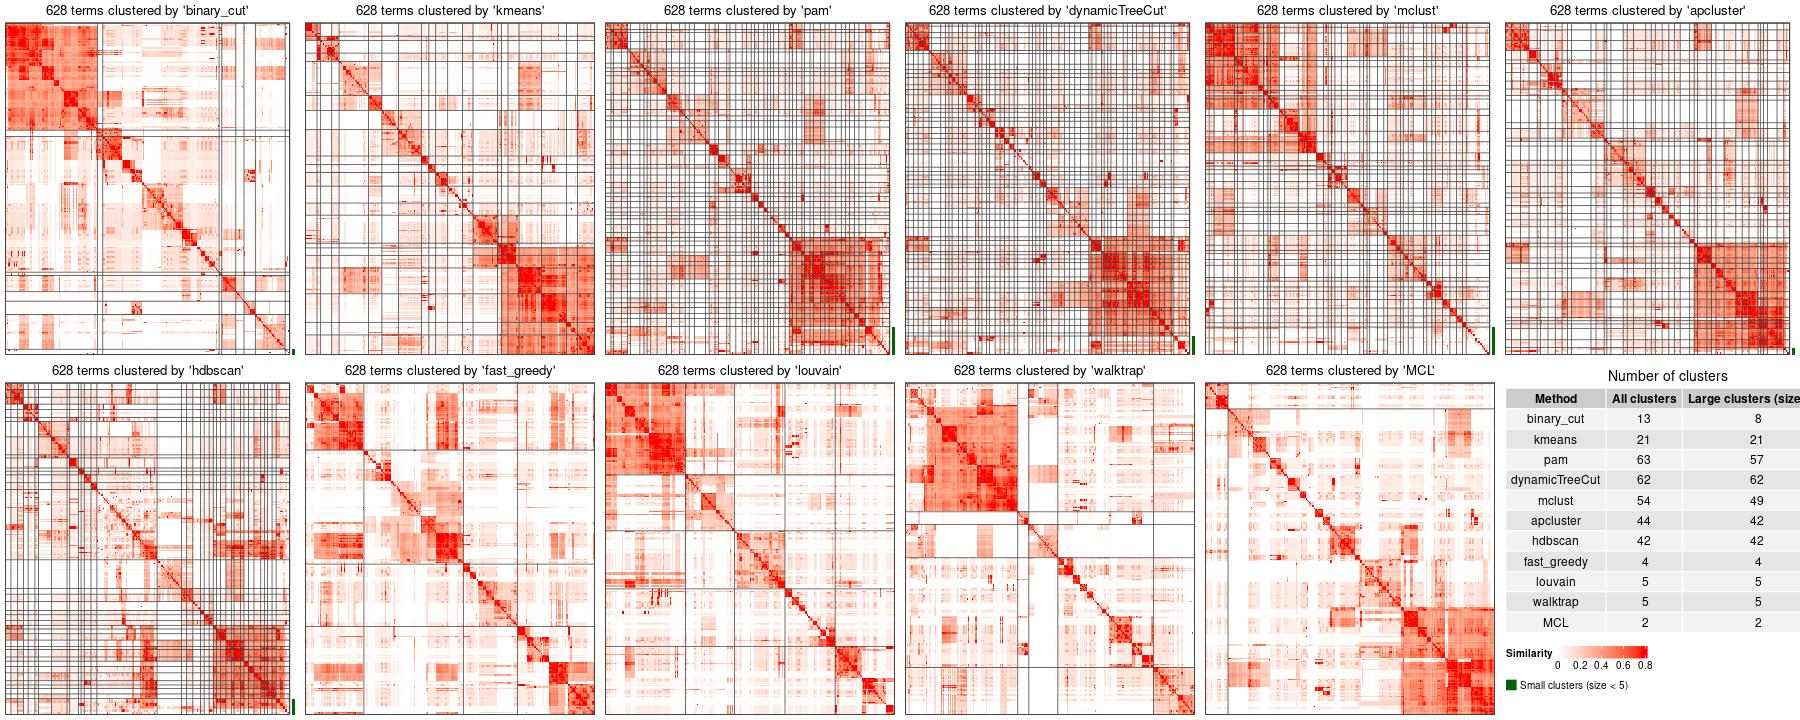 628 terms clustered by 'binary_cut'
628 terms clustered by 'kmeans'
628 terms clustered by 'pam'
628 terms clustered by 'dynamicTreeCut'
628 terms clustered by 'mclust'
628 terms clustered by 'apcluster'
628 terms clustered by 'hdbscan'
628 terms clustered by 'fast_greedy'
628 terms clustered by 'louvain'
628 terms clustered by 'walktrap'
628 terms clustered by 'MCL'
Number of clusters
Method All clusters Large clusters (size
binary_cut 13 8
kmeans 21 21
pam 63 57
dynamicTreeCut 62 62
mclust 54 49
apcluster 44 42
hdbscan 42 42
fast_greedy 4 4
louvain 5 5
walktrap 5 5
MCL 2 2
Similarity
0 0.2 0.4 0.6 0.8
Small clusters (size < 5)